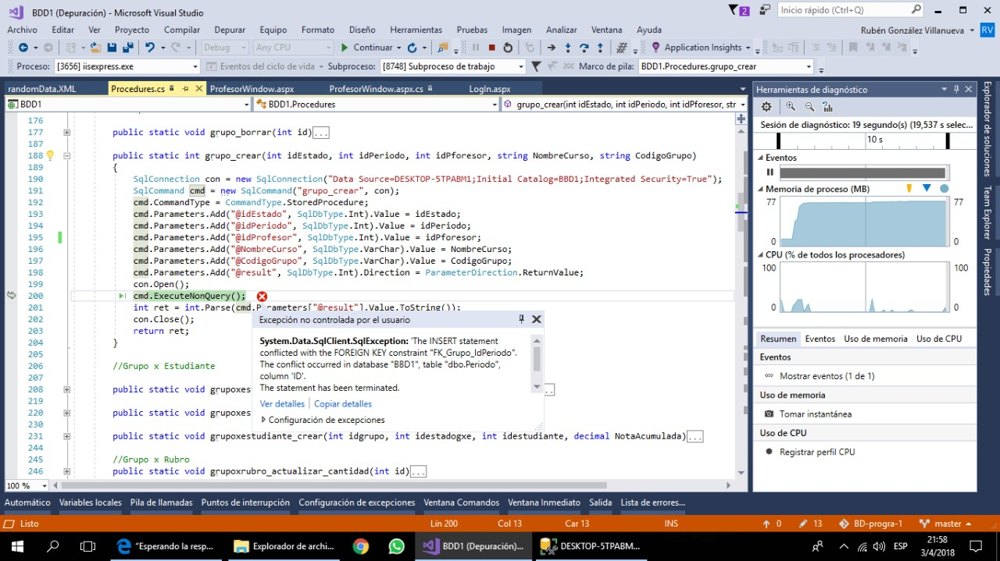 BDD1 (Depuración) - Microsoft Visual Studio
2
Inicio rápido (Ctrl+Q)
Archivo Editar Ver Proyecto Compilar Depurar Equipo Formato Diseño Herramientas Pruebas Imagen Analizar Ventana Ayuda
Rubén González Villanueva RV
Debug Any CPU Continuar Application Insights
Proceso: [3656] iisexpress.exe Eventos del ciclo de vida Subproceso: [8748] Subproceso de trabajo Marco de pila: BDD1.Procedures.grupo_crear
randomData.XML Procedures.cs ProfesorWindow.aspx ProfesorWindow.aspx.cs LogIn.aspx
BDD1 BDD1.Procedures grupo_crear(int idEstado, int idPeriodo, int idPforesor, str
176
177 public static void grupo_borrar(int id)...
187
188 public static int grupo_crear(int idEstado, int idPeriodo, int idPforesor, string NombreCurso, string CodigoGrupo)
189 {
190 SqlConnection con = new SqlConnection("Data Source=DESKTOP-5TPABM1;Initial Catalog=BBD1;Integrated Security=True");
191 SqlCommand cmd = new SqlCommand("grupo_crear", con);
192 cmd.CommandType = CommandType.StoredProcedure;
193 cmd.Parameters.Add("@idEstado", SqlDbType.Int).Value = idEstado;
194 cmd.Parameters.Add("@idPeriodo", SqlDbType.Int).Value = idPeriodo;
195 cmd.Parameters.Add("@idProfesor", SqlDbType.Int).Value = idPforesor;
196 cmd.Parameters.Add("@NombreCurso", SqlDbType.VarChar).Value = NombreCurso;
197 cmd.Parameters.Add("@CodigoGrupo", SqlDbType.VarChar).Value = CodigoGrupo;
198 cmd.Parameters.Add("@result", SqlDbType.Int).Direction = ParameterDirection.ReturnValue;
199 con.Open();
200 cmd.ExecuteNonQuery();
201 int ret = int.Parse(cmd.Parameters["@result"].Value.ToString());
202 con.Close();
203 return ret;
204 }
205
206 //Grupo x Estudiante
207
208 public static void grupoxest
219
220 public static void grupoxest
230
231 public static void grupoxestudiante_crear(int idgrupo, int idestadogxe, int idestudiante, decimal NotaAcumulada)...
244
245 //Grupo x Rubro
246 public static void grupoxrubro_actualizar_cantidad(int id)...
Excepción no controlada por el usuario
System.Data.SqlClient.SqlException: 'The INSERT statement
conflicted with the FOREIGN KEY constraint "FK_Grupo_IdPeriodo".
The conflict occurred in database "BBD1", table "dbo.Periodo",
column 'ID'.
The statement has been terminated.
Ver detalles | Copiar detalles
Configuración de excepciones
100 %
Herramientas de diagnóstico
Sesión de diagnóstico: 19 segundo(s) (19,537 s selec...
10 s
Eventos
Memoria de proceso (MB)
77 77
0 0
CPU (% de todos los procesadores)
100 100
0 0
Resumen Eventos Uso de memoria Uso de CPU
Eventos
Mostrar eventos (1 de 1)
Uso de memoria
Tomar instantánea
Uso de CPU
Registrar perfil CPU
Explorador de soluciones
Team Explorer
Propiedades
Automático Variables locales Pila de llamadas Puntos de interrupción Configuración de excepciones Ventana Comandos Ventana Inmediato Salida Lista de errores...
Listo Lín 200 Col 13 Car 13 INS 0 13 BD-progra-1 master
"Esperando la resp... Explorador de archi... BDD1 (Depuración)... DESKTOP-5TPABM... ESP 21:58
3/4/2018